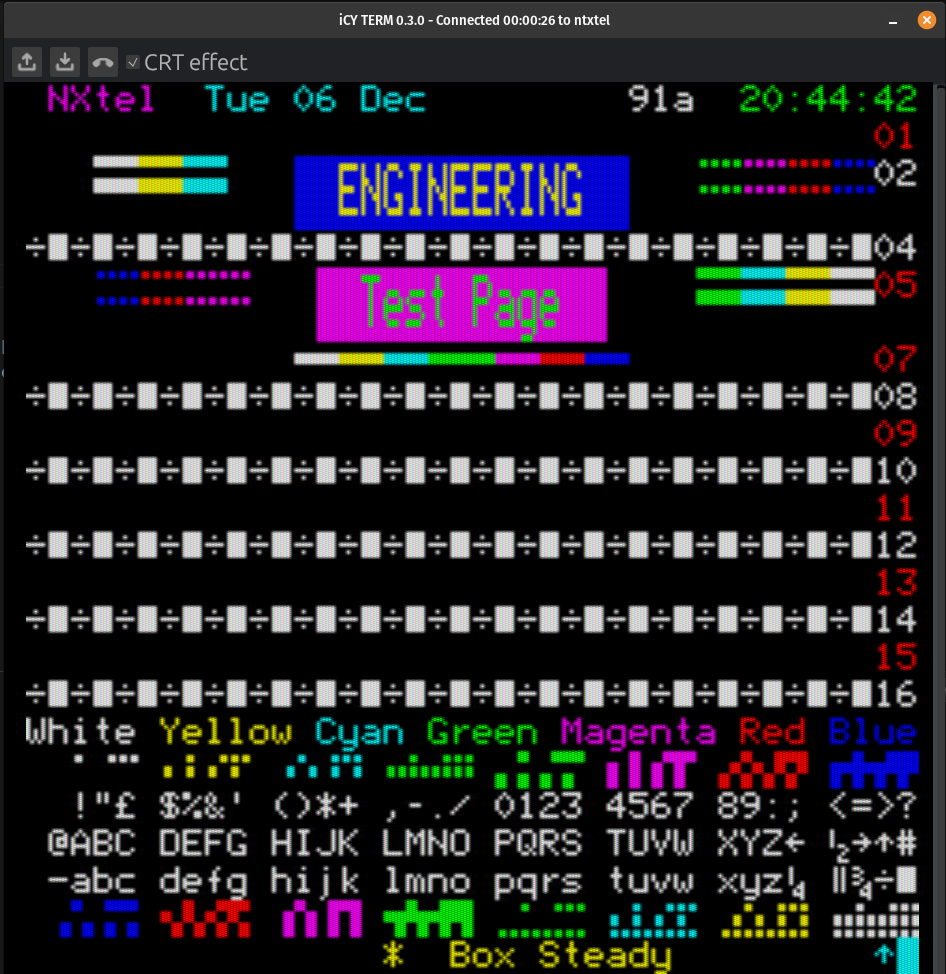 iCY TERM 0.3.0 - Connected 00:00:26 to ntxtel
CRT effect
NXtel Tue 06 Dec 91a 20:44:42
01
ENGINEERING 02
÷■÷■÷■÷■÷■÷■÷■÷■÷■÷■÷■÷■÷■÷■÷■÷■÷■÷■÷■04
Test Page 05
07
÷■÷■÷■÷■÷■÷■÷■÷■÷■÷■÷■÷■÷■÷■÷■÷■÷■÷■÷■08
09
÷■÷■÷■÷■÷■÷■÷■÷■÷■÷■÷■÷■÷■÷■÷■÷■÷■÷■÷■10
11
÷■÷■÷■÷■÷■÷■÷■÷■÷■÷■÷■÷■÷■÷■÷■÷■÷■÷■÷■12
13
÷■÷■÷■÷■÷■÷■÷■÷■÷■÷■÷■÷■÷■÷■÷■÷■÷■÷■÷■14
15
÷■÷■÷■÷■÷■÷■÷■÷■÷■÷■÷■÷■÷■÷■÷■÷■÷■÷■÷■16
White Yellow Cyan Green Magenta Red Blue
!"£ $%&' ()*+ ,-./ 0123 4567 89:; <=>?
@ABC DEFG HIJK LMNO PQRS TUVW XYZ← ½→↑#
—abc defg hijk lmno pqrs tuvw xyz¼ ‖¾÷■
* Box Steady ↑